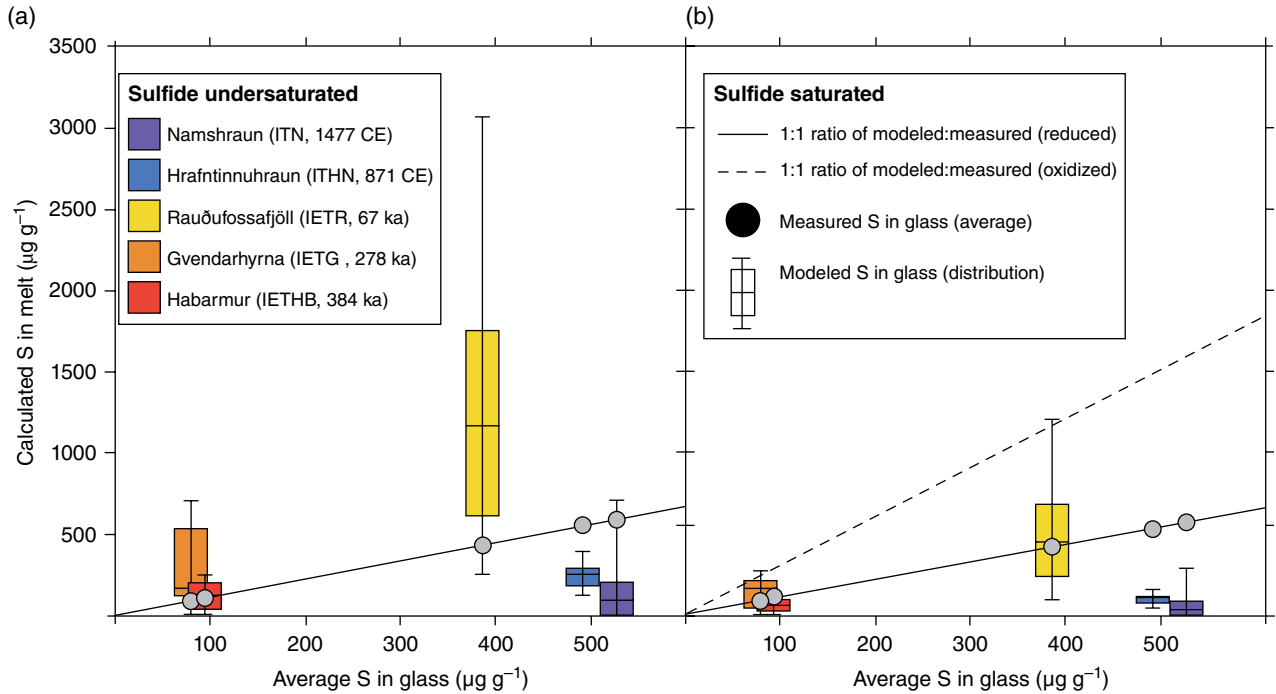 (a)
(b)
Calculated S in melt (µg g⁻¹)
3500
3000
2500
2000
1500
1000
500
Sulfide undersaturated
Namshraun (ITN, 1477 CE)
Hrafntinnuhraun (ITHN, 871 CE)
Rauðufossafjöll (IETR, 67 ka)
Gvendarhyrna (IETG , 278 ka)
Habarmur (IETHB, 384 ka)
Sulfide saturated
1:1 ratio of modeled:measured (reduced)
1:1 ratio of modeled:measured (oxidized)
Measured S in glass (average)
Modeled S in glass (distribution)
100 200 300 400 500
100 200 300 400 500
Average S in glass (µg g⁻¹)
Average S in glass (µg g⁻¹)